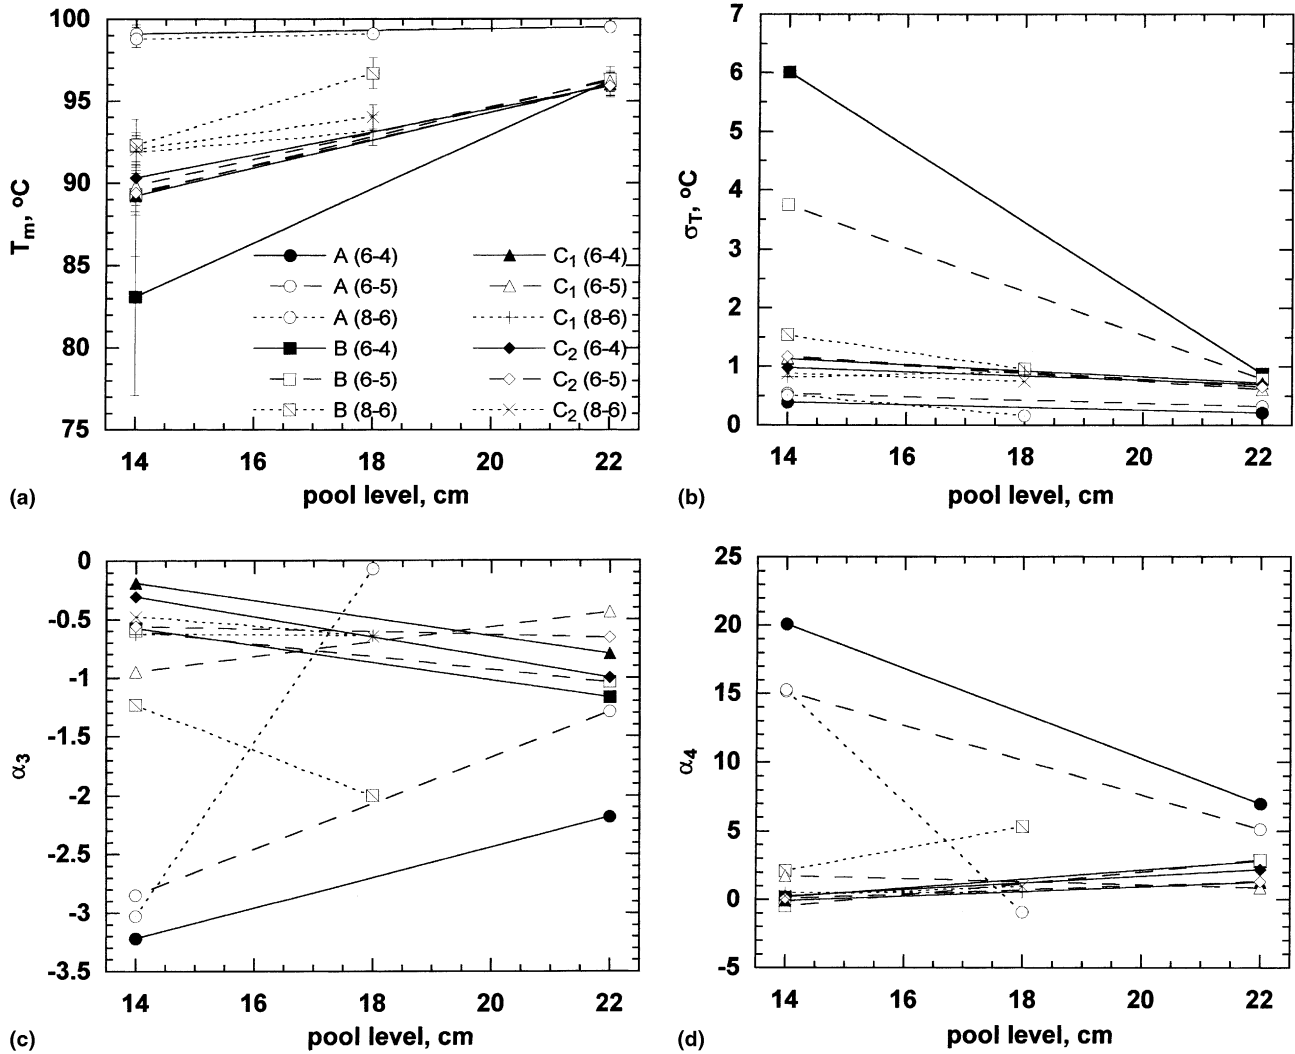 100
95
90
85
80
75
T_m, °C
A (6-4)
A (6-5)
A (8-6)
B (6-4)
B (6-5)
B (8-6)
C_1 (6-4)
C_1 (6-5)
C_1 (8-6)
C_2 (6-4)
C_2 (6-5)
C_2 (8-6)
14 16 18 20 22
(a) pool level, cm
7
6
5
4
3
2
1
0
σ_T, °C
14 16 18 20 22
(b) pool level, cm
0
-0.5
-1
-1.5
-2
-2.5
-3
-3.5
α_3
14 16 18 20 22
(c) pool level, cm
25
20
15
10
5
0
-5
α_4
14 16 18 20 22
(d) pool level, cm